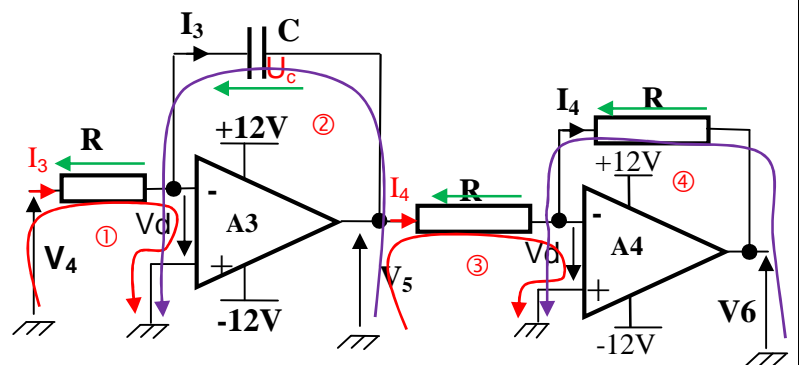 I₃ C
U_c
②
+12V
I₃ R
- A3
Vd
①
V₄
+
-12V
V₅
I₄ R
+12V
④
I₄ R
- A4
Vd
③
+
-12V
V6